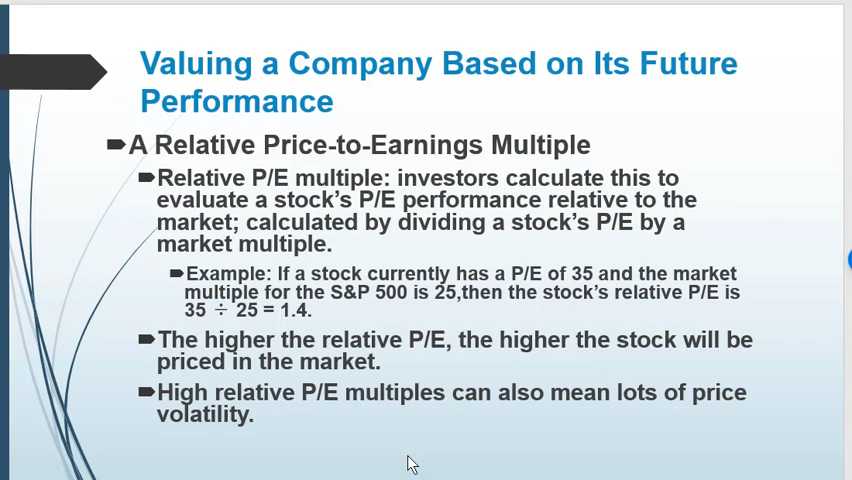 Valuing a Company Based on Its Future
Performance
A Relative Price-to-Earnings Multiple
Relative P/E multiple: investors calculate this to
evaluate a stock's P/E performance relative to the
market; calculated by dividing a stock's P/E by a
market multiple.
Example: If a stock currently has a P/E of 35 and the market
multiple for the S&P 500 is 25,then the stock's relative P/E is
35 ÷ 25 = 1.4.
The higher the relative P/E, the higher the stock will be
priced in the market.
High relative P/E multiples can also mean lots of price
volatility.